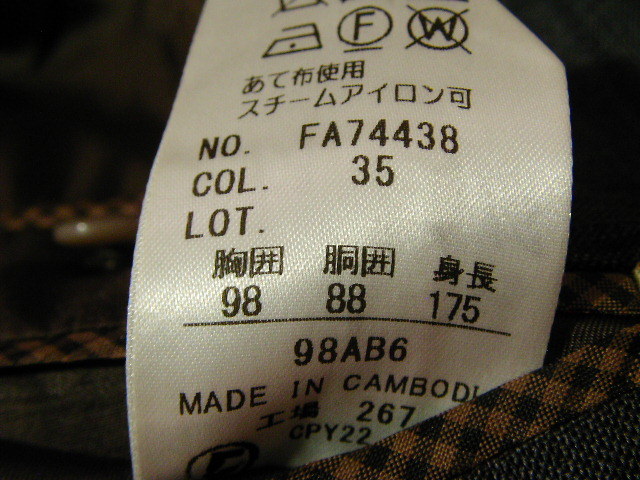 F W
あて布使用
スチームアイロン可
NO. FA74438
COL. 35
LOT.
胸囲 胴囲 身長
98 88 175
98AB6
MADE IN CAMBODI
工場 267
CPY22